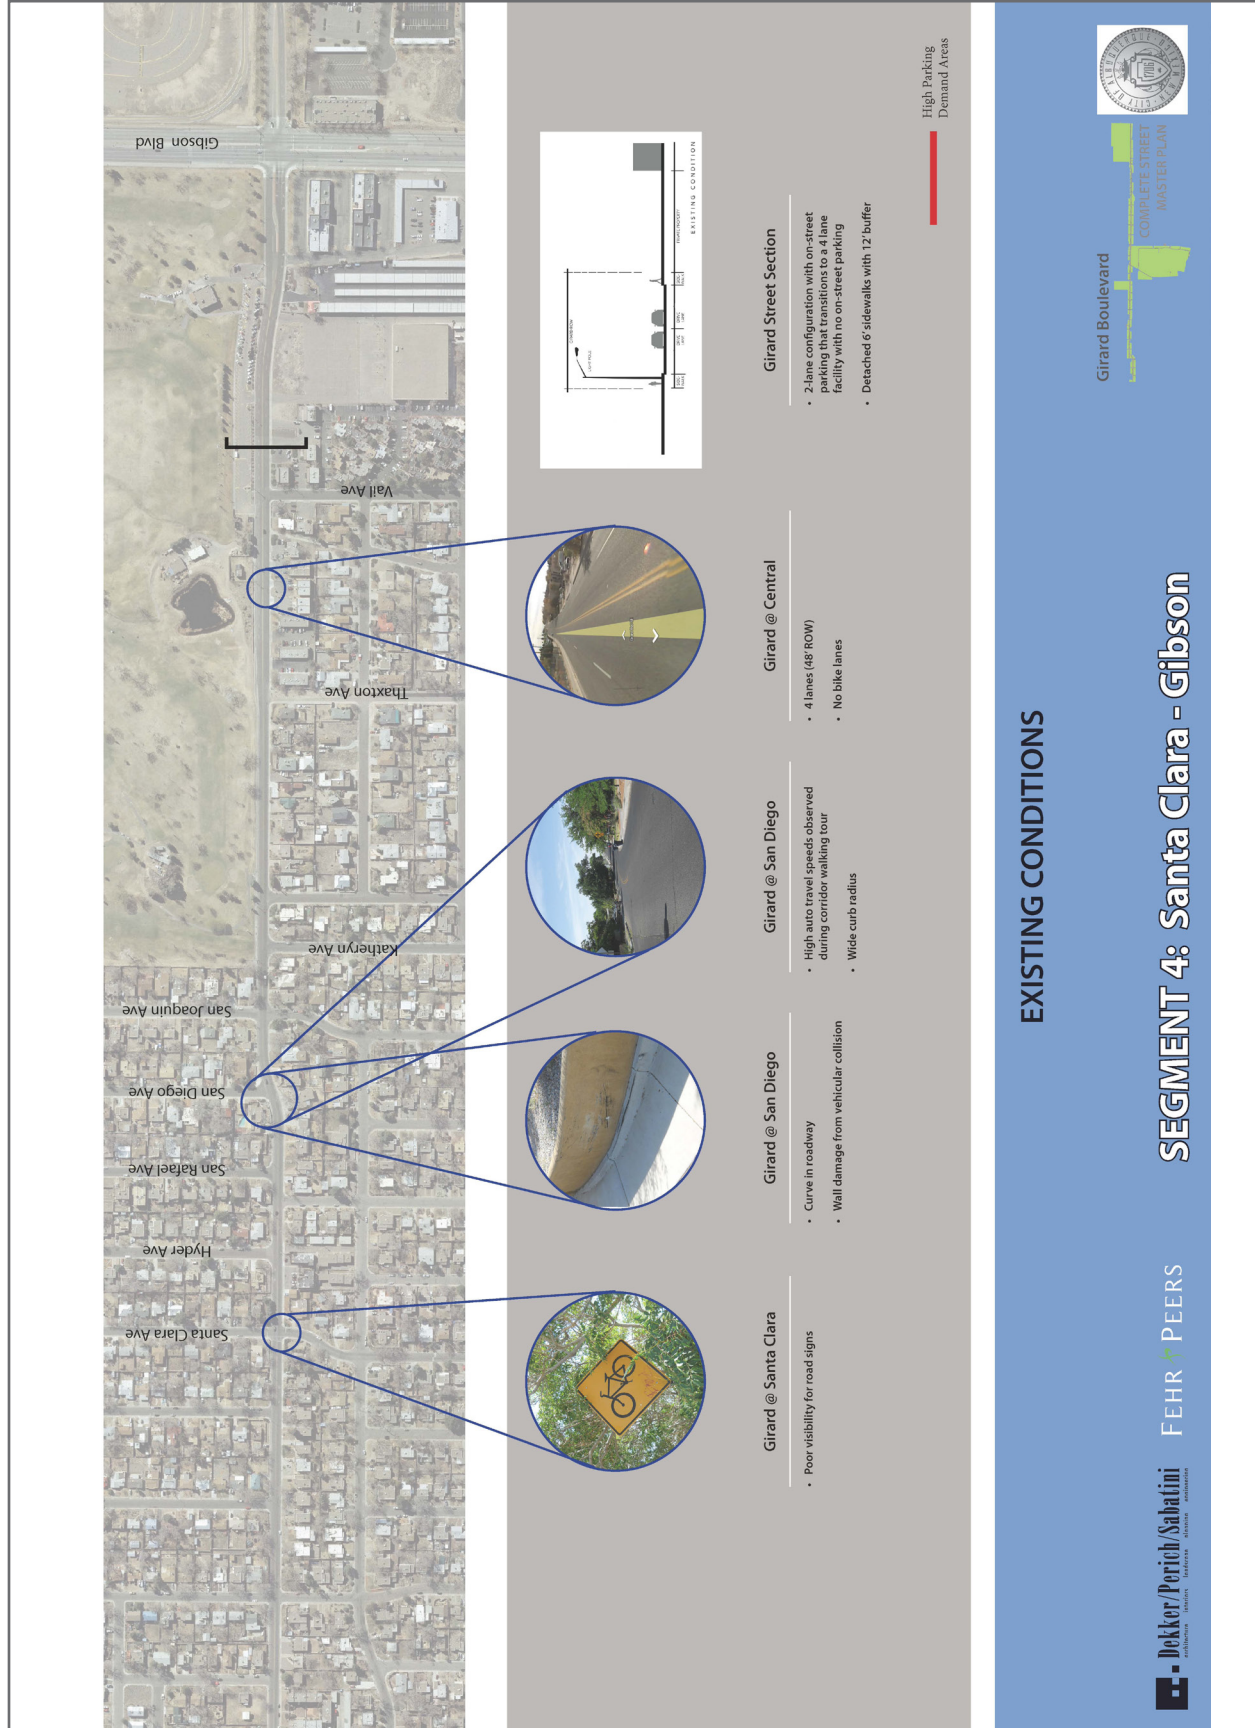 Santa Clara Ave
Hyder Ave
San Rafael Ave
San Diego Ave
San Joaquin Ave
Katheryn Ave
Thaxton Ave
Vail Ave
Gibson Blvd
EXISTING CONDITION
Girard @ Santa Clara
• Poor visibility for road signs
Girard @ San Diego
• Curve in roadway
• Wall damage from vehicular collision
Girard @ San Diego
• High auto travel speeds observed
during corridor walking tour
• Wide curb radius
Girard @ Central
• 4 lanes (48' ROW)
• No bike lanes
Girard Street Section
• 2-lane configuration with on-street
parking that transitions to a 4 lane
facility with no on-street parking
• Detached 6' sidewalks with 12' buffer
High Parking
Demand Areas
EXISTING CONDITIONS
Dekker/Perich/Sabatini
architecture interiors landscape planning engineering
FEHR PEERS
SEGMENT 4: Santa Clara - Gibson
Girard Boulevard
COMPLETE STREET
MASTER PLAN